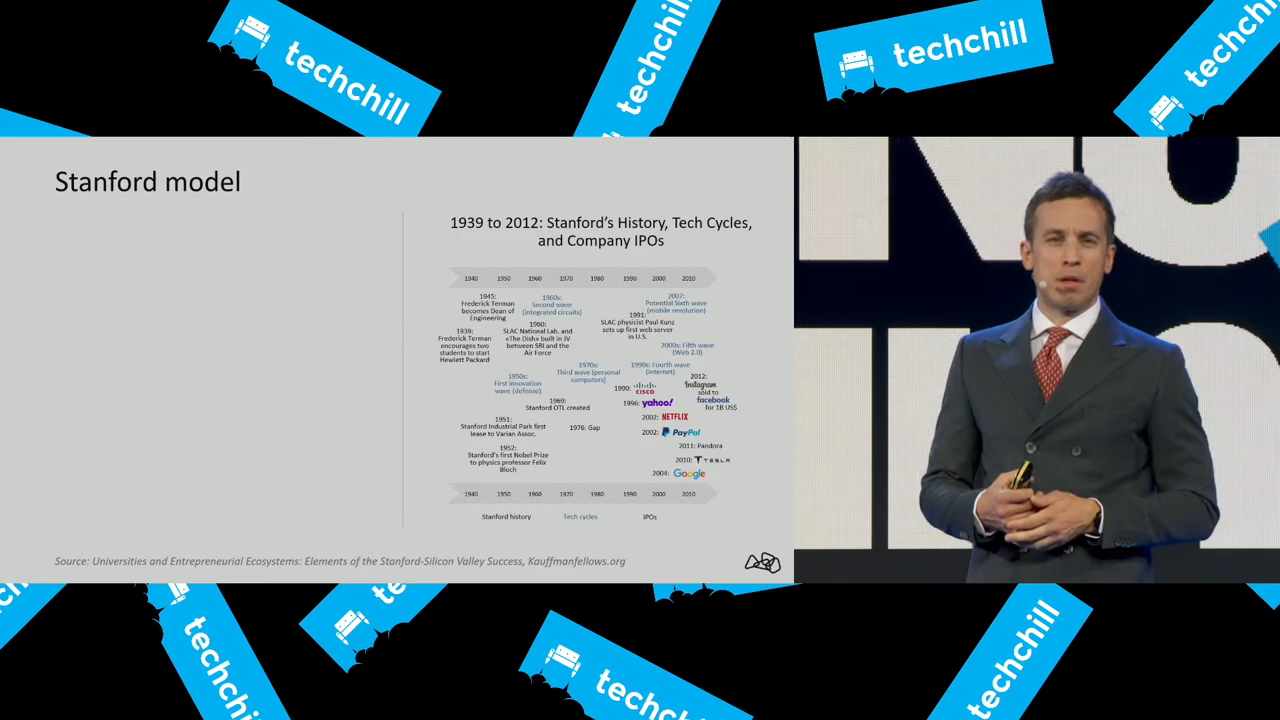 techchill
techchill
techchill
techchill
Stanford model
1939 to 2012: Stanford's History, Tech Cycles,
and Company IPOs
1940 1950 1960 1970 1980 1990 2000 2010
1945:
Frederick Terman
becomes Dean of
Engineering
1939:
Frederick Terman
encourages two
students to start
Hewlett Packard
1960s:
Second wave
(integrated circuits)
1960:
SLAC National Lab. and
«The Dish» built in JV
between SRI and the
Air Force
2007:
Potential Sixth wave
(mobile revolution)
1991:
SLAC physicist Paul Kunz
sets up first web server
in U.S.
2000s: Fifth wave
(Web 2.0)
1950s:
First innovation
wave (defense)
1970s:
Third wave (personal
computers)
1990s: Fourth wave
(internet)
1990: CISCO
2012:
Instagram
sold to
facebook
for 1B US$
1969:
Stanford OTL created
1996: yahoo!
1951:
Stanford Industrial Park first
lease to Varian Assoc.
1976: Gap
2002: NETFLIX
2002: PayPal
1952:
Stanford's first Nobel Prize
to physics professor Felix
Bloch
2011: Pandora
2010: TESLA
2004: Google
1940 1950 1960 1970 1980 1990 2000 2010
Stanford history Tech cycles IPOs
Source: Universities and Entrepreneurial Ecosystems: Elements of the Stanford-Silicon Valley Success, Kauffmanfellows.org
techchill
techchill
techchill